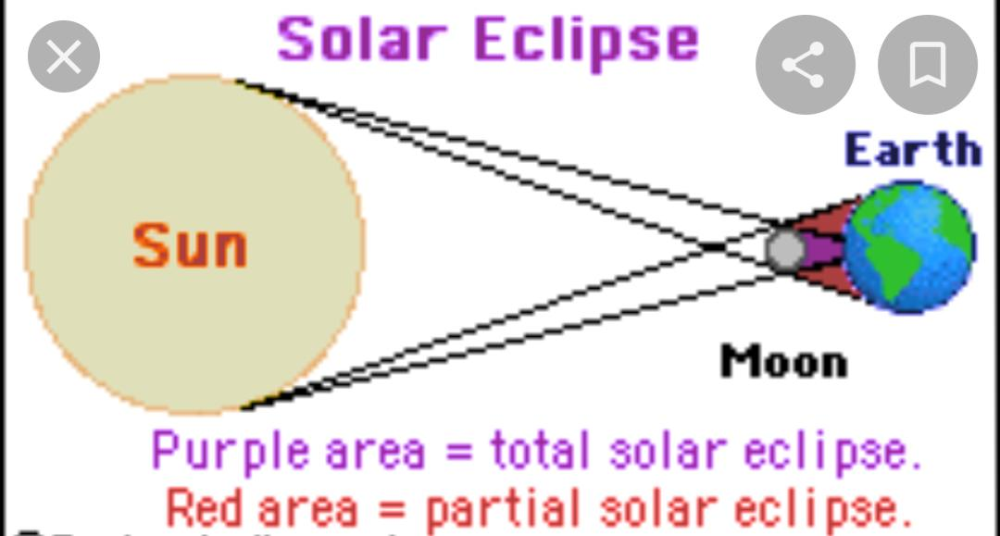 Solar Eclipse
Earth
Sun
Moon
Purple area = total solar eclipse.
Red area = partial solar eclipse.